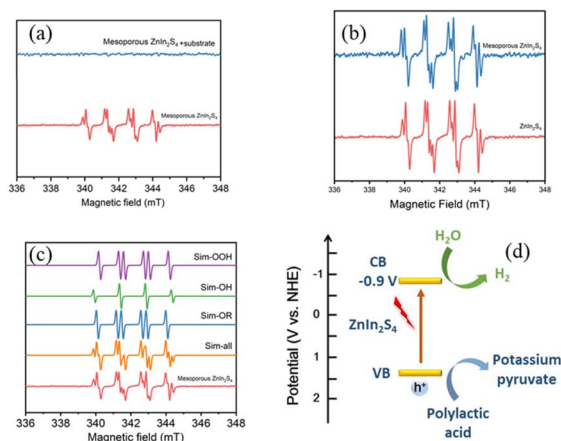 (a)
Mesoporous ZnIn₂S₄ +substrate
Mesoporous ZnIn₂S₄
336 338 340 342 344 346 348
Magnetic field (mT)
(b)
Mesoporous ZnIn₂S₄
ZnIn₂S₄
336 338 340 342 344 346 348
Magnetic Field (mT)
(c)
Sim-OOH
Sim-OH
Sim-OR
Sim-all
Mesoporous ZnIn₂S₄
336 338 340 342 344 346 348
Magnetic field (mT)
(d)
Potential (V vs. NHE)
-1
0
1
2
CB
-0.9 V
H₂O
H₂
ZnIn₂S₄
VB
h⁺
Potassium
pyruvate
Polylactic
acid